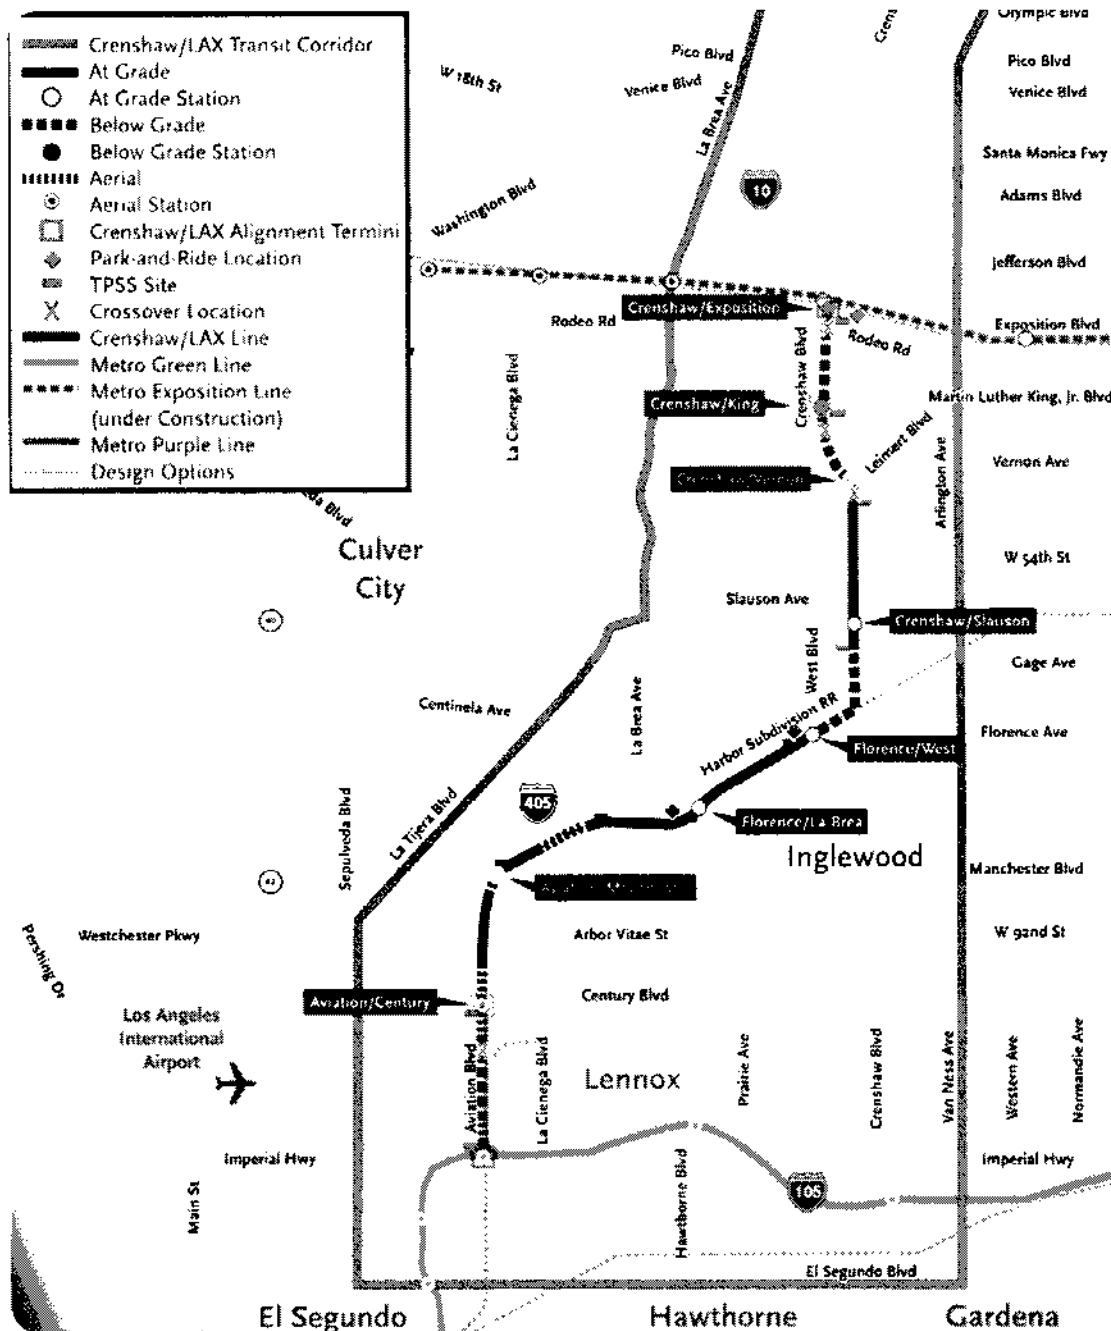 Crenshaw/LAX Transit Corridor
At Grade
At Grade Station
Below Grade
Below Grade Station
Aerial
Aerial Station
Crenshaw/LAX Alignment Termini
Park-and-Ride Location
TPSS Site
Crossover Location
Crenshaw/LAX Line
Metro Green Line
Metro Exposition Line
(under Construction)
Metro Purple Line
Design Options
Olympic Blvd
Pico Blvd
Venice Blvd
Santa Monica Fwy
Adams Blvd
Jefferson Blvd
Exposition Blvd
Martin Luther King, Jr. Blvd
Vernon Ave
W 54th St
Gage Ave
Florence Ave
Manchester Blvd
W 92nd St
Imperial Hwy
W 18th St
Pico Blvd
Venice Blvd
La Brea Ave
10
Washington Blvd
Crenshaw/Exposition
Rodeo Rd
Rodeo Rd
Crenshaw Blvd
La Cienega Blvd
Crenshaw/King
Leimert Blvd
Arlington Ave
Culver
City
Slauson Ave
Crenshaw/Slauson
West Blvd
Centinela Ave
La Brea Ave
Harbor Subdivision RR
Florence/West
405
Florence/La Brea
Inglewood
Sepulveda Blvd
La Tijera Blvd
Westchester Pkwy
Pershing Dr
Arbor Vitae St
Aviation/Century
Century Blvd
Los Angeles
International
Airport
Aviation Blvd
La Cienega Blvd
Lennox
Prairie Ave
Crenshaw Blvd
Van Ness Ave
Western Ave
Normandie Ave
Imperial Hwy
Main St
Hawthorne Blvd
105
El Segundo Blvd
El Segundo
Hawthorne
Gardena